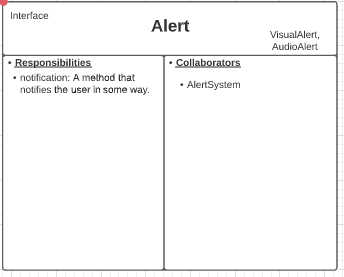 Interface
Alert
VisualAlert,
AudioAlert
• Responsibilities
• notification: A method that
notifies the user in some way.
• Collaborators
• AlertSystem